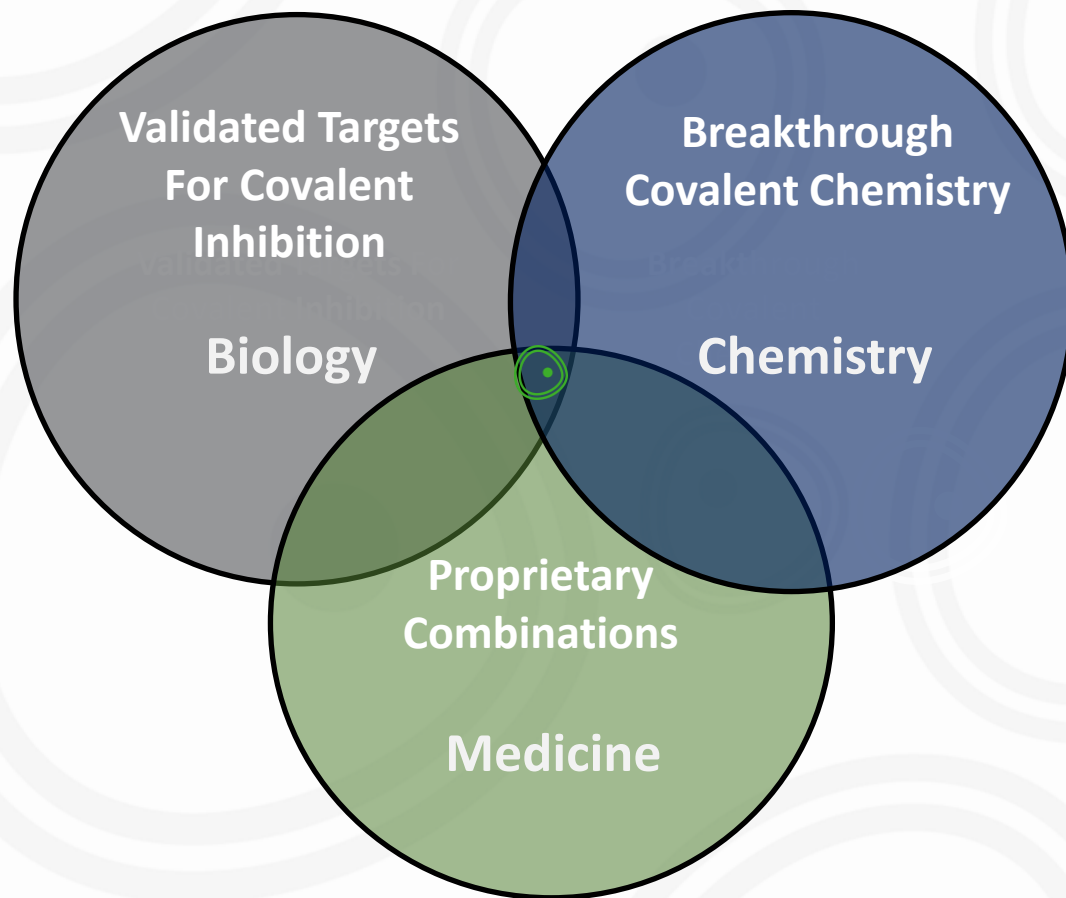 Validated Targets
For Covalent
Inhibition
Biology
Breakthrough
Covalent Chemistry
Chemistry
Proprietary
Combinations
Medicine